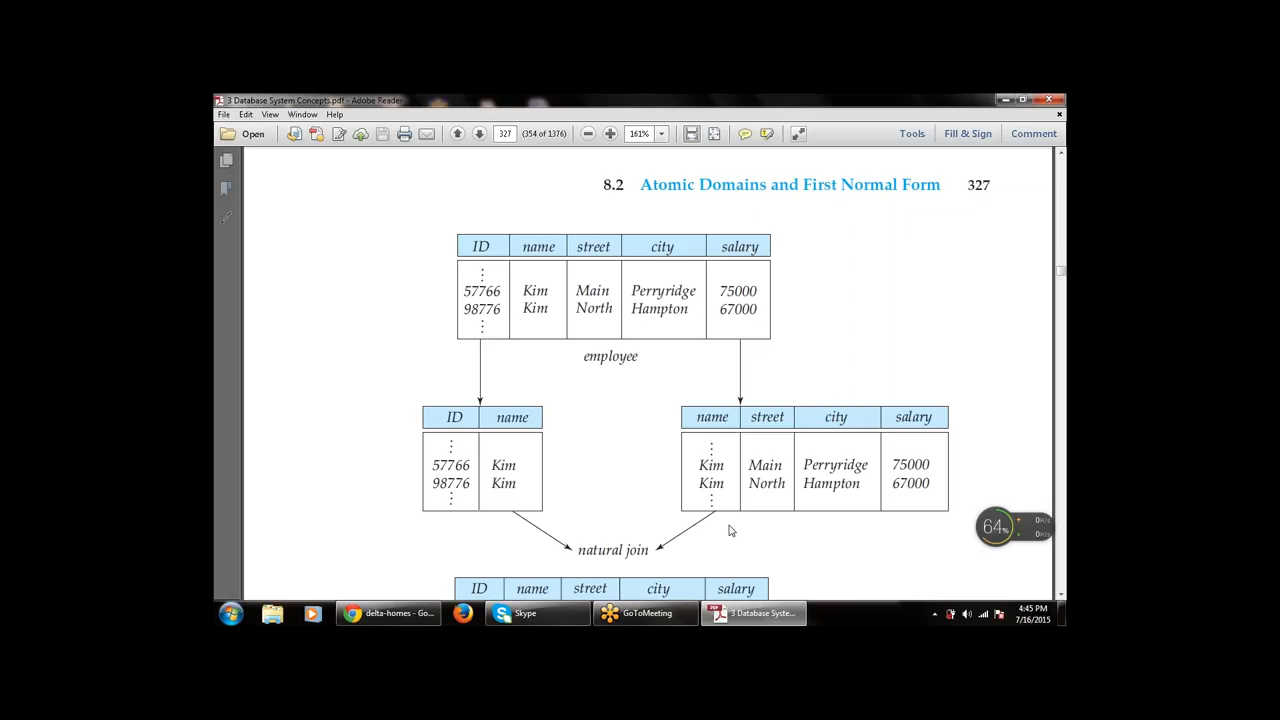 3 Database System Concepts.pdf - Adobe Reader
File Edit View Window Help
Open 327 (354 of 1376) 161% Tools Fill & Sign Comment
8.2 Atomic Domains and First Normal Form 327
ID name street city salary
57766 Kim Main Perryridge 75000
98776 Kim North Hampton 67000
employee
ID name name street city salary
57766 Kim Kim Main Perryridge 75000
98776 Kim Kim North Hampton 67000
natural join
ID name street city salary
64%
0K/s
0K/s
delta-homes - Go... Skype GoToMeeting 3 Database Syste...
4:45 PM
7/16/2015